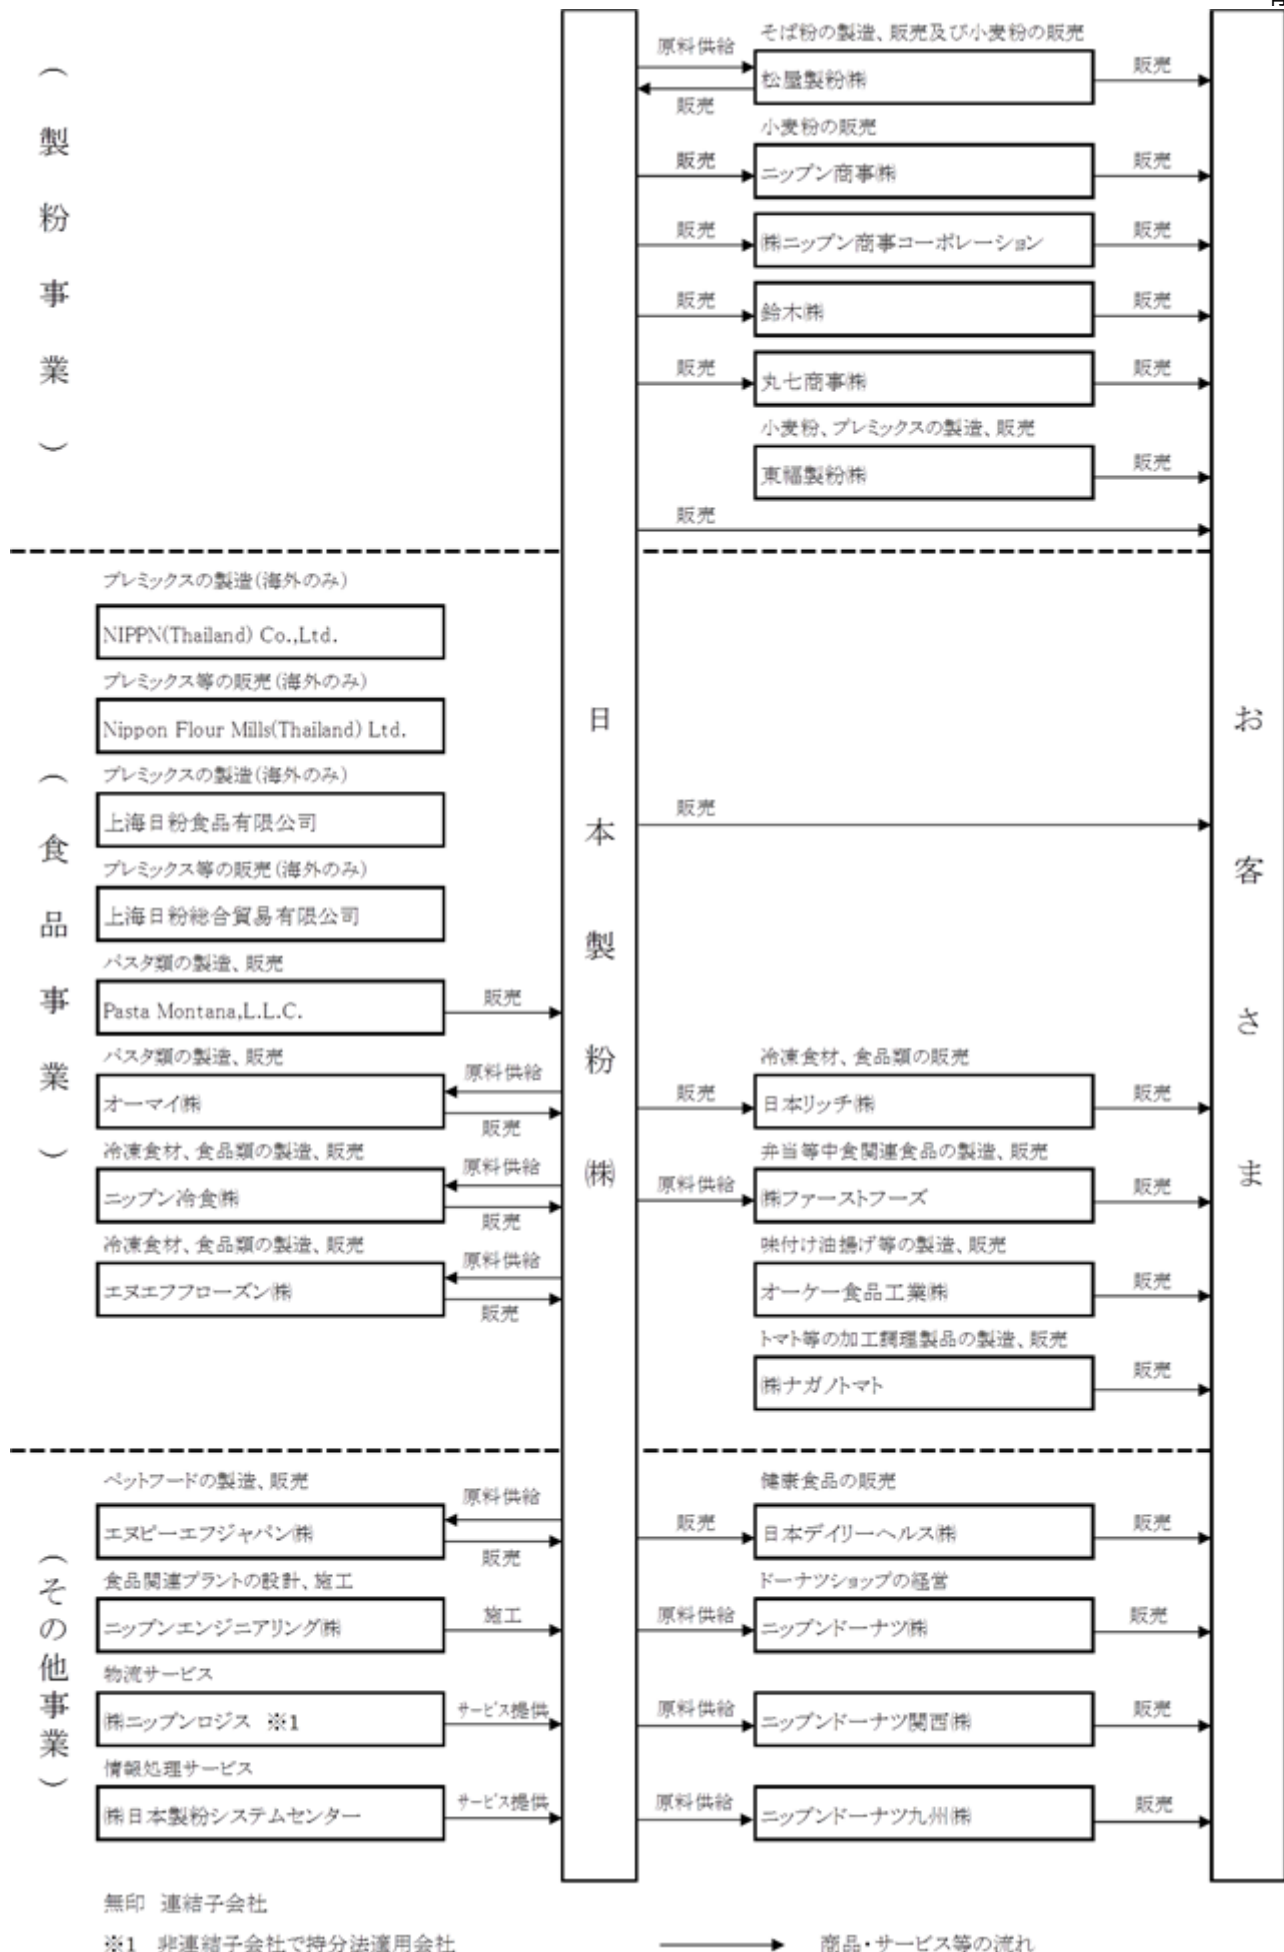 (製粉事業)
原料供給
そば粉の製造、販売及び小麦粉の販売
松屋製粉㈱
販売
販売
小麦粉の販売
販売
ニップン商事㈱
販売
販売
㈱ニップン商事コーポレーション
販売
販売
鈴木㈱
販売
販売
丸七商事㈱
販売
小麦粉、プレミックスの製造、販売
東福製粉㈱
販売
販売
(食品事業)
プレミックスの製造(海外のみ)
NIPPN(Thailand) Co.,Ltd.
プレミックス等の販売(海外のみ)
Nippon Flour Mills(Thailand) Ltd.
プレミックスの製造(海外のみ)
上海日粉食品有限公司
プレミックス等の販売(海外のみ)
上海日粉総合貿易有限公司
パスタ類の製造、販売
Pasta Montana,L.L.C.
販売
パスタ類の製造、販売
オーマイ㈱
原料供給
販売
冷凍食材、食品類の製造、販売
ニップン冷食㈱
原料供給
販売
冷凍食材、食品類の製造、販売
エヌエフフローズン㈱
原料供給
販売
日本製粉㈱
お客さま
販売
冷凍食材、食品類の販売
販売
日本リッチ㈱
販売
弁当等中食関連食品の製造、販売
原料供給
㈱ファーストフーズ
販売
味付け油揚げ等の製造、販売
オーケー食品工業㈱
販売
トマト等の加工調理製品の製造、販売
㈱ナガノトマト
販売
(その他事業)
ペットフードの製造、販売
エヌピーエフジャパン㈱
原料供給
販売
食品関連プラントの設計、施工
ニップンエンジニアリング㈱
施工
物流サービス
㈱ニップンロジス ※1
サービス提供
情報処理サービス
㈱日本製粉システムセンター
サービス提供
健康食品の販売
販売
日本デイリーヘルス㈱
販売
ドーナツショップの経営
原料供給
ニップンドーナツ㈱
販売
原料供給
ニップンドーナツ関西㈱
販売
原料供給
ニップンドーナツ九州㈱
販売
無印 連結子会社
※1 非連結子会社で持分法適用会社
商品・サービス等の流れ